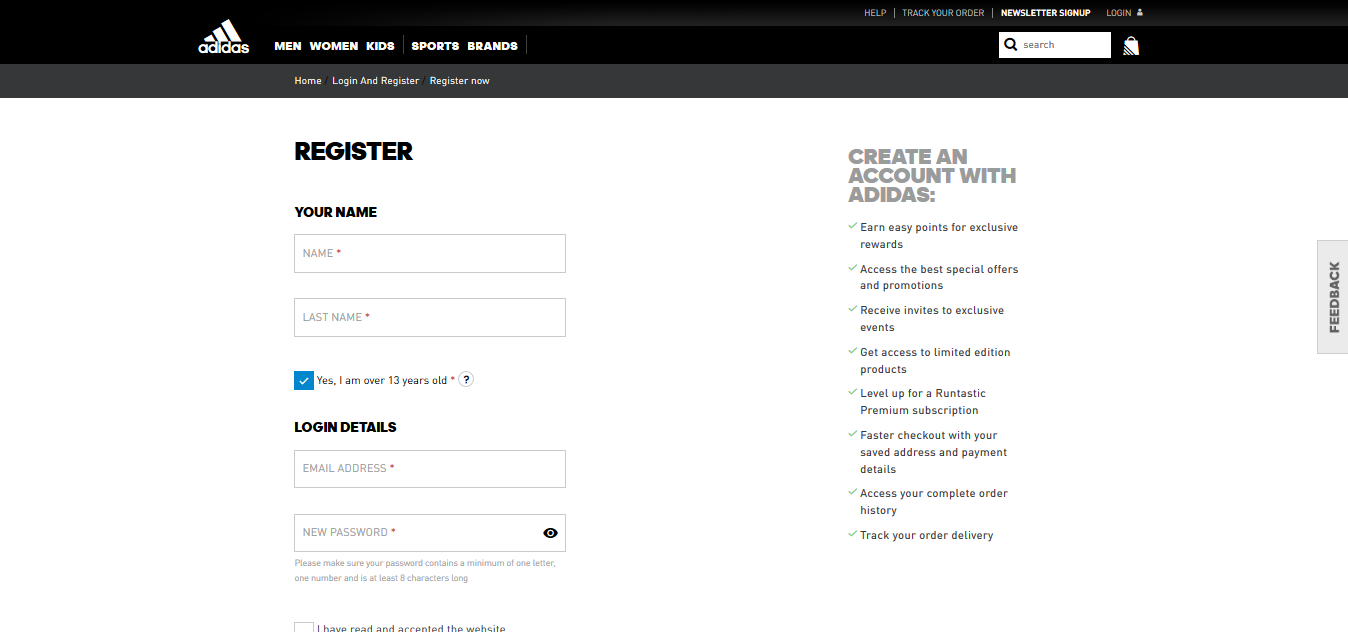 HELP | TRACK YOUR ORDER | NEWSLETTER SIGNUP LOGIN
adidas
MEN WOMEN KIDS SPORTS BRANDS
search
Home / Login And Register / Register now
REGISTER
YOUR NAME
NAME *
LAST NAME *
Yes, I am over 13 years old * ?
LOGIN DETAILS
EMAIL ADDRESS *
NEW PASSWORD *
Please make sure your password contains a minimum of one letter,
one number and is at least 8 characters long
I have read and accepted the website
CREATE AN
ACCOUNT WITH
ADIDAS:
Earn easy points for exclusive
rewards
Access the best special offers
and promotions
Receive invites to exclusive
events
Get access to limited edition
products
Level up for a Runtastic
Premium subscription
Faster checkout with your
saved address and payment
details
Access your complete order
history
Track your order delivery
FEEDBACK